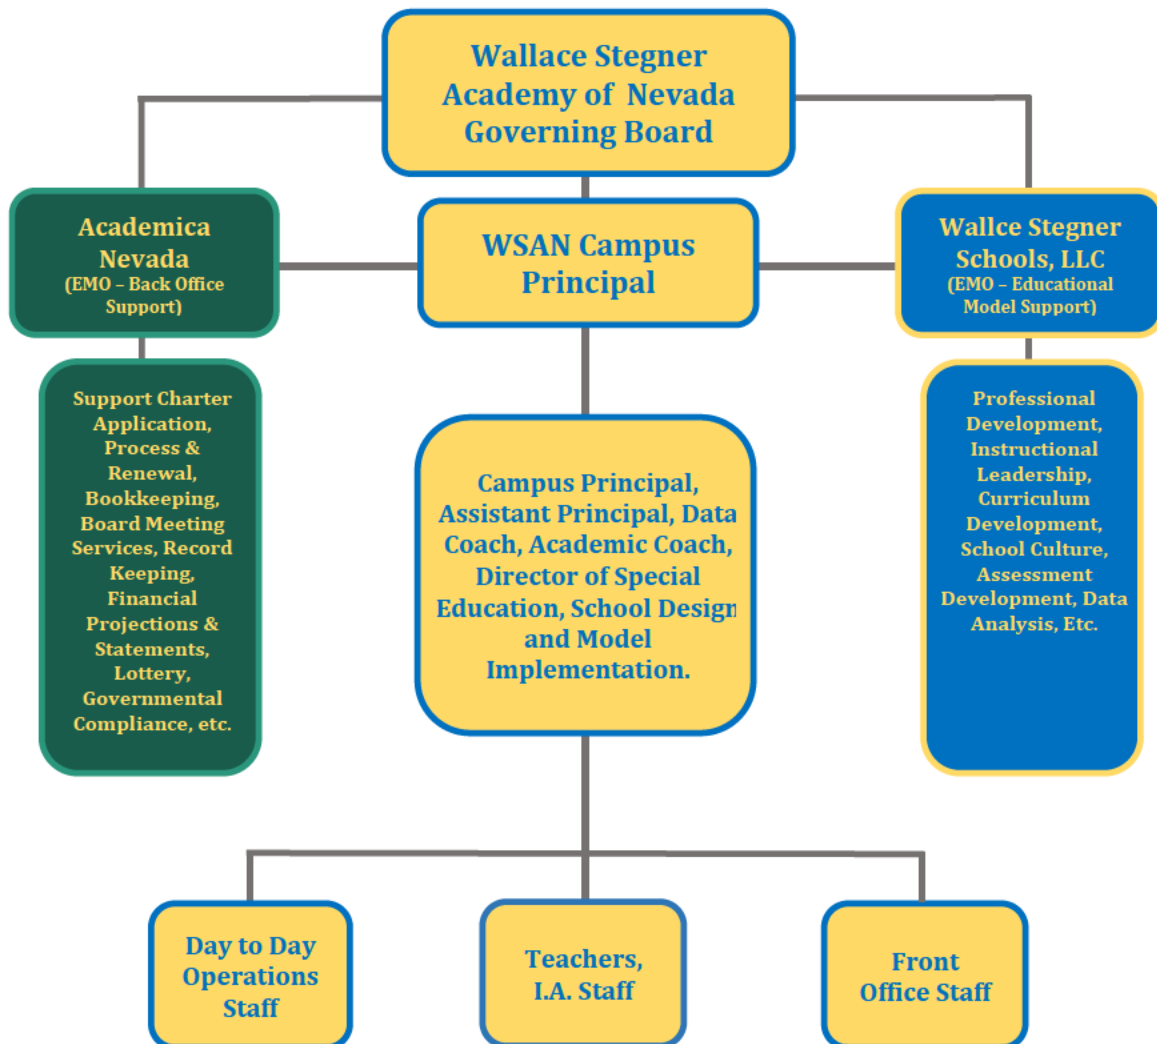 Wallace Stegner
Academy of Nevada
Governing Board
Academica
Nevada
(EMO – Back Office
Support)
WSAN Campus
Principal
Wallce Stegner
Schools, LLC
(EMO – Educational
Model Support)
Support Charter
Application,
Process &
Renewal,
Bookkeeping,
Board Meeting
Services, Record
Keeping,
Financial
Projections &
Statements,
Lottery,
Governmental
Compliance, etc.
Campus Principal,
Assistant Principal, Data
Coach, Academic Coach,
Director of Special
Education, School Design
and Model
Implementation.
Professional
Development,
Instructional
Leadership,
Curriculum
Development,
School Culture,
Assessment
Development, Data
Analysis, Etc.
Day to Day
Operations
Staff
Teachers,
I.A. Staff
Front
Office Staff